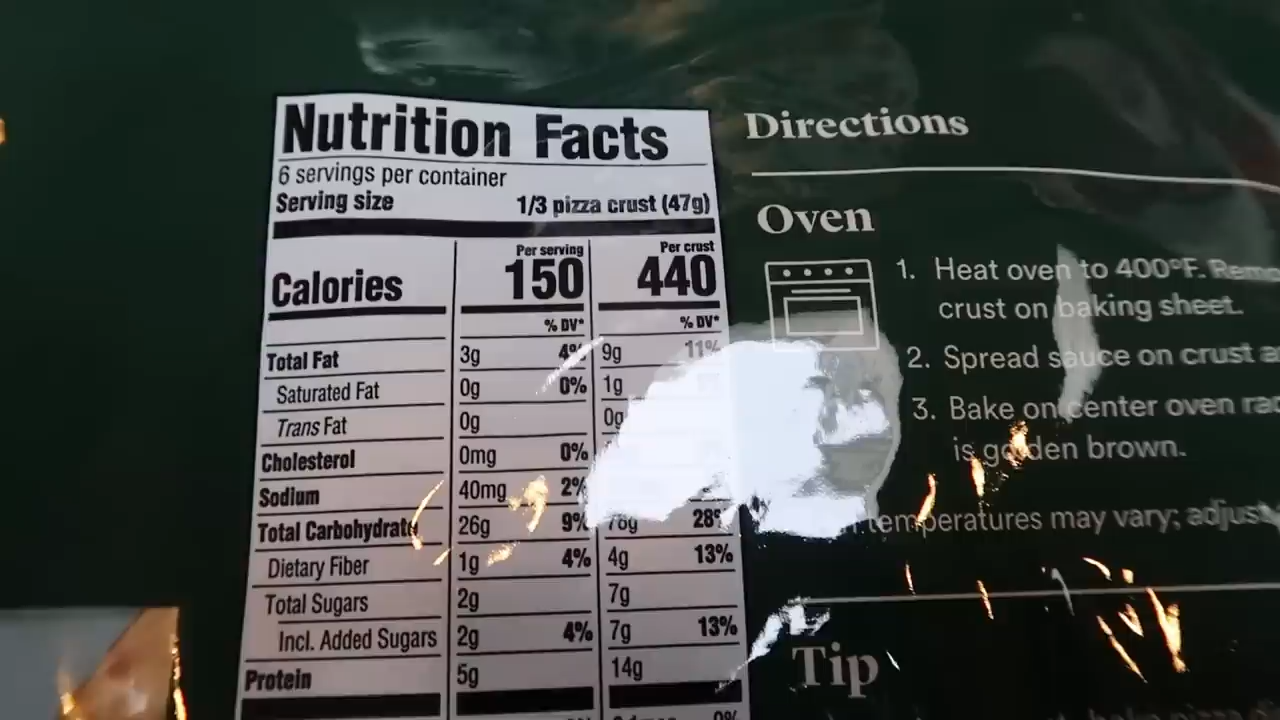 Nutrition Facts
6 servings per container
Serving size 1/3 pizza crust (47g)
Per serving Per crust
Calories 150 440
% DV* % DV*
Total Fat 3g 4% 9g 11%
Saturated Fat 0g 0% 1g
Trans Fat 0g 0g
Cholesterol 0mg 0%
Sodium 40mg 2%
Total Carbohydrate 26g 9% 78g 28%
Dietary Fiber 1g 4% 4g 13%
Total Sugars 2g 7g
Incl. Added Sugars 2g 4% 7g 13%
Protein 5g 14g
0%
Directions
Oven
1. Heat oven to 400°F.
crust on baking sheet.
2. Spread sauce on crust
3. Bake on center oven
is golden brown.
temperatures may vary;
Tip